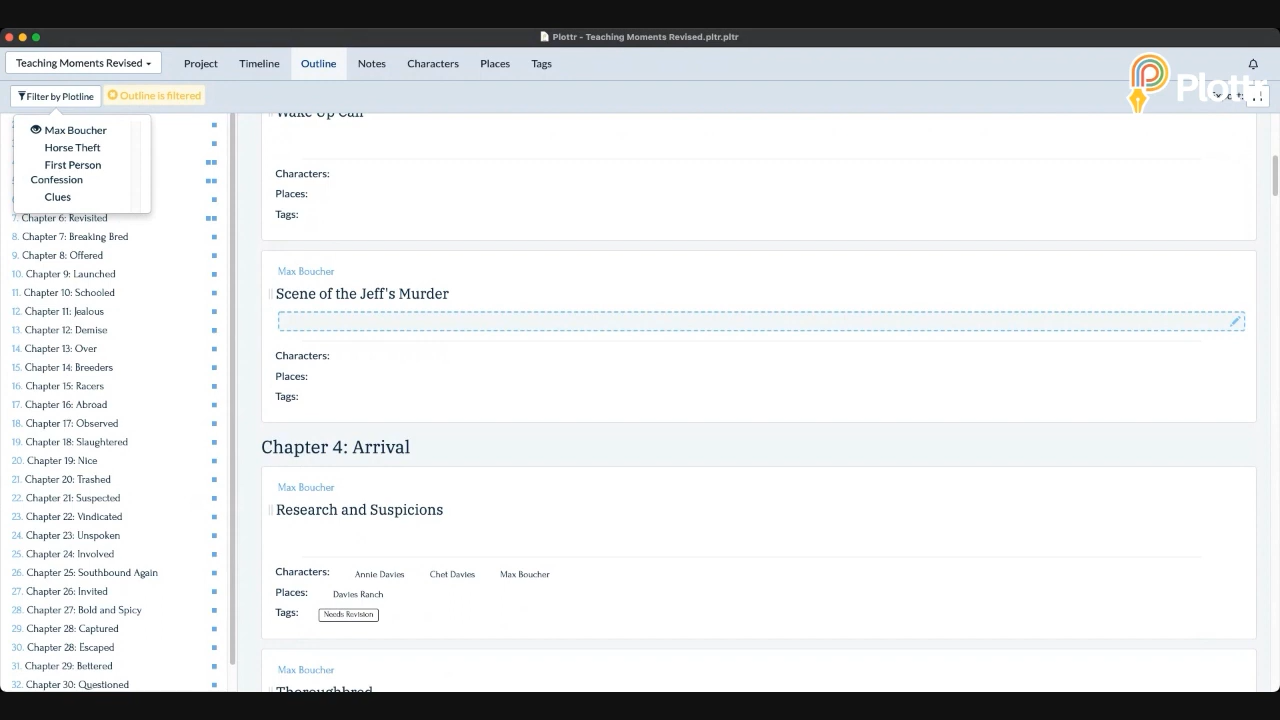 Plottr - Teaching Moments Revised.pltr.pltr
Teaching Moments Revised
Project
Timeline
Outline
Notes
Characters
Places
Tags
Filter by Plotline
Outline is filtered
Plottr
Max Boucher
Horse Theft
First Person
Confession
Clues
7. Chapter 6: Revisited
8. Chapter 7: Breaking Bred
9. Chapter 8: Offered
10. Chapter 9: Launched
11. Chapter 10: Schooled
12. Chapter 11: Jealous
13. Chapter 12: Demise
14. Chapter 13: Over
15. Chapter 14: Breeders
16. Chapter 15: Racers
17. Chapter 16: Abroad
18. Chapter 17: Observed
19. Chapter 18: Slaughtered
20. Chapter 19: Nice
21. Chapter 20: Trashed
22. Chapter 21: Suspected
23. Chapter 22: Vindicated
24. Chapter 23: Unspoken
25. Chapter 24: Involved
26. Chapter 25: Southbound Again
27. Chapter 26: Invited
28. Chapter 27: Bold and Spicy
29. Chapter 28: Captured
30. Chapter 28: Escaped
31. Chapter 29: Bettered
32. Chapter 30: Questioned
Wake Up Call
Characters:
Places:
Tags:
Max Boucher
Scene of the Jeff's Murder
Characters:
Places:
Tags:
Chapter 4: Arrival
Max Boucher
Research and Suspicions
Characters: Annie Davies Chet Davies Max Boucher
Places: Davies Ranch
Tags: Needs Revision
Max Boucher
Thoroughbred